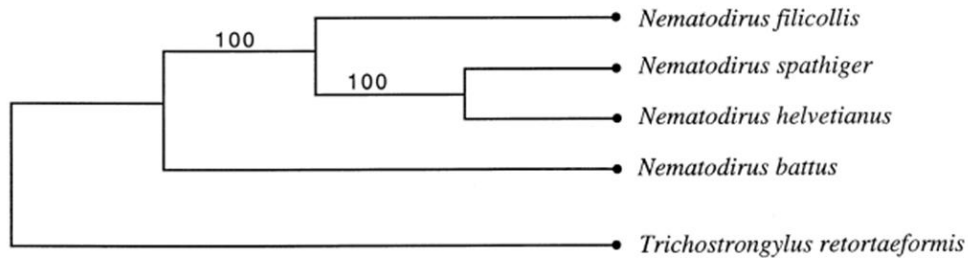 Nematodirus filicollis
100
Nematodirus spathiger
100
Nematodirus helvetianus
Nematodirus battus
Trichostrongylus retortaeformis